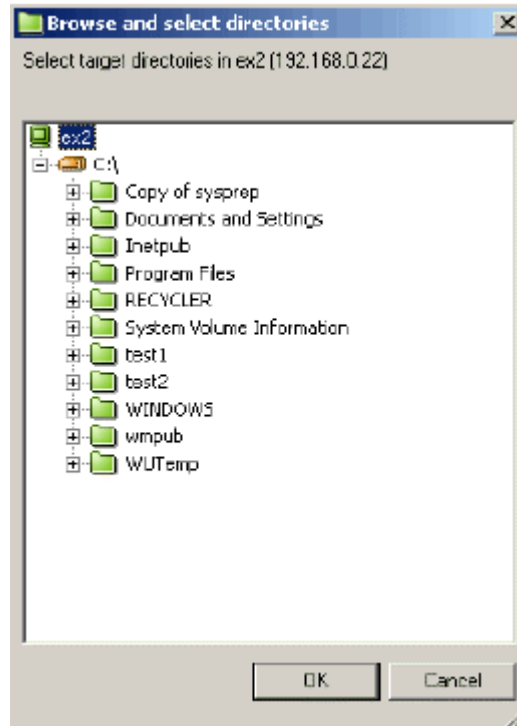 Browse and select directories
Select target directories in ex2 (192.168.0.22)
ex2
C:\
Copy of sysprep
Documents and Settings
Inetpub
Program Files
RECYCLER
System Volume Information
test1
test2
WINDOWS
wmpub
WUTemp
OK Cancel